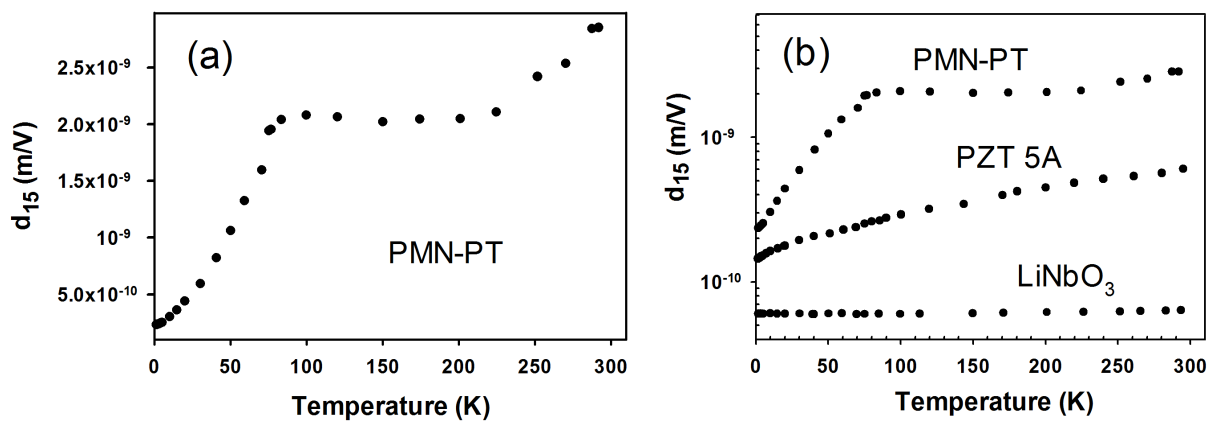 (a)
PMN-PT
d15 (m/V)
2.5x10-9
2.0x10-9
1.5x10-9
10-9
5.0x10-10
0 50 100 150 200 250 300
Temperature (K)
(b)
PMN-PT
PZT 5A
LiNbO3
d15 (m/V)
10-9
10-10
0 50 100 150 200 250 300
Temperature (K)